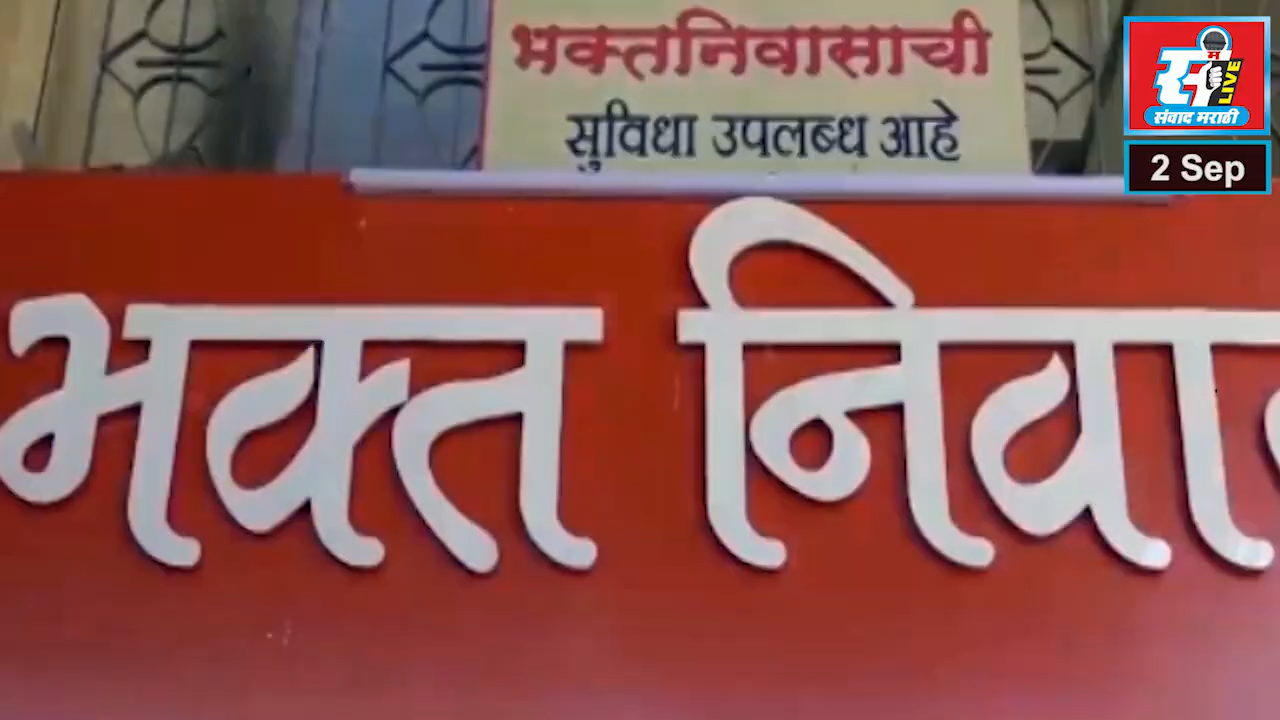 भक्तनिवासाची
सुविधा उपलब्ध आहे
LIVE
संवाद मराठी
2 Sep
भक्त निवा